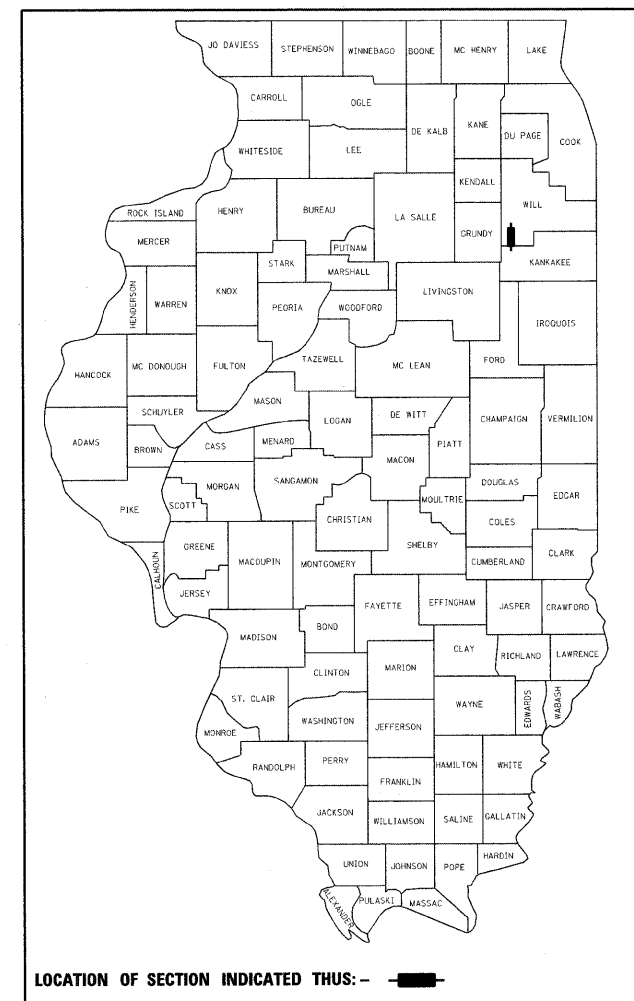 JO DAVIESS
STEPHENSON
WINNEBAGO
BOONE
MC HENRY
LAKE
CARROLL
OGLE
DE KALB
KANE
DU PAGE
COOK
WHITESIDE
LEE
KENDALL
WILL
ROCK ISLAND
HENRY
BUREAU
LA SALLE
GRUNDY
MERCER
PUTNAM
KANKAKEE
STARK
MARSHALL
HENDERSON
WARREN
KNOX
PEORIA
WOODFORD
LIVINGSTON
IROQUOIS
HANCOCK
MC DONOUGH
FULTON
TAZEWELL
MC LEAN
FORD
MASON
SCHUYLER
LOGAN
DE WITT
CHAMPAIGN
VERMILION
ADAMS
BROWN
CASS
MENARD
PIATT
MACON
MORGAN
SANGAMON
DOUGLAS
EDGAR
PIKE
SCOTT
CHRISTIAN
MOULTRIE
COLES
GREENE
MACOUPIN
MONTGOMERY
SHELBY
CUMBERLAND
CLARK
CALHOUN
JERSEY
FAYETTE
EFFINGHAM
JASPER
CRAWFORD
MADISON
BOND
CLAY
RICHLAND
LAWRENCE
CLINTON
MARION
ST. CLAIR
WAYNE
EDWARDS
WABASH
WASHINGTON
JEFFERSON
MONROE
RANDOLPH
PERRY
HAMILTON
WHITE
FRANKLIN
JACKSON
WILLIAMSON
SALINE
GALLATIN
UNION
JOHNSON
POPE
HARDIN
ALEXANDER
PULASKI
MASSAC
LOCATION OF SECTION INDICATED THUS: -